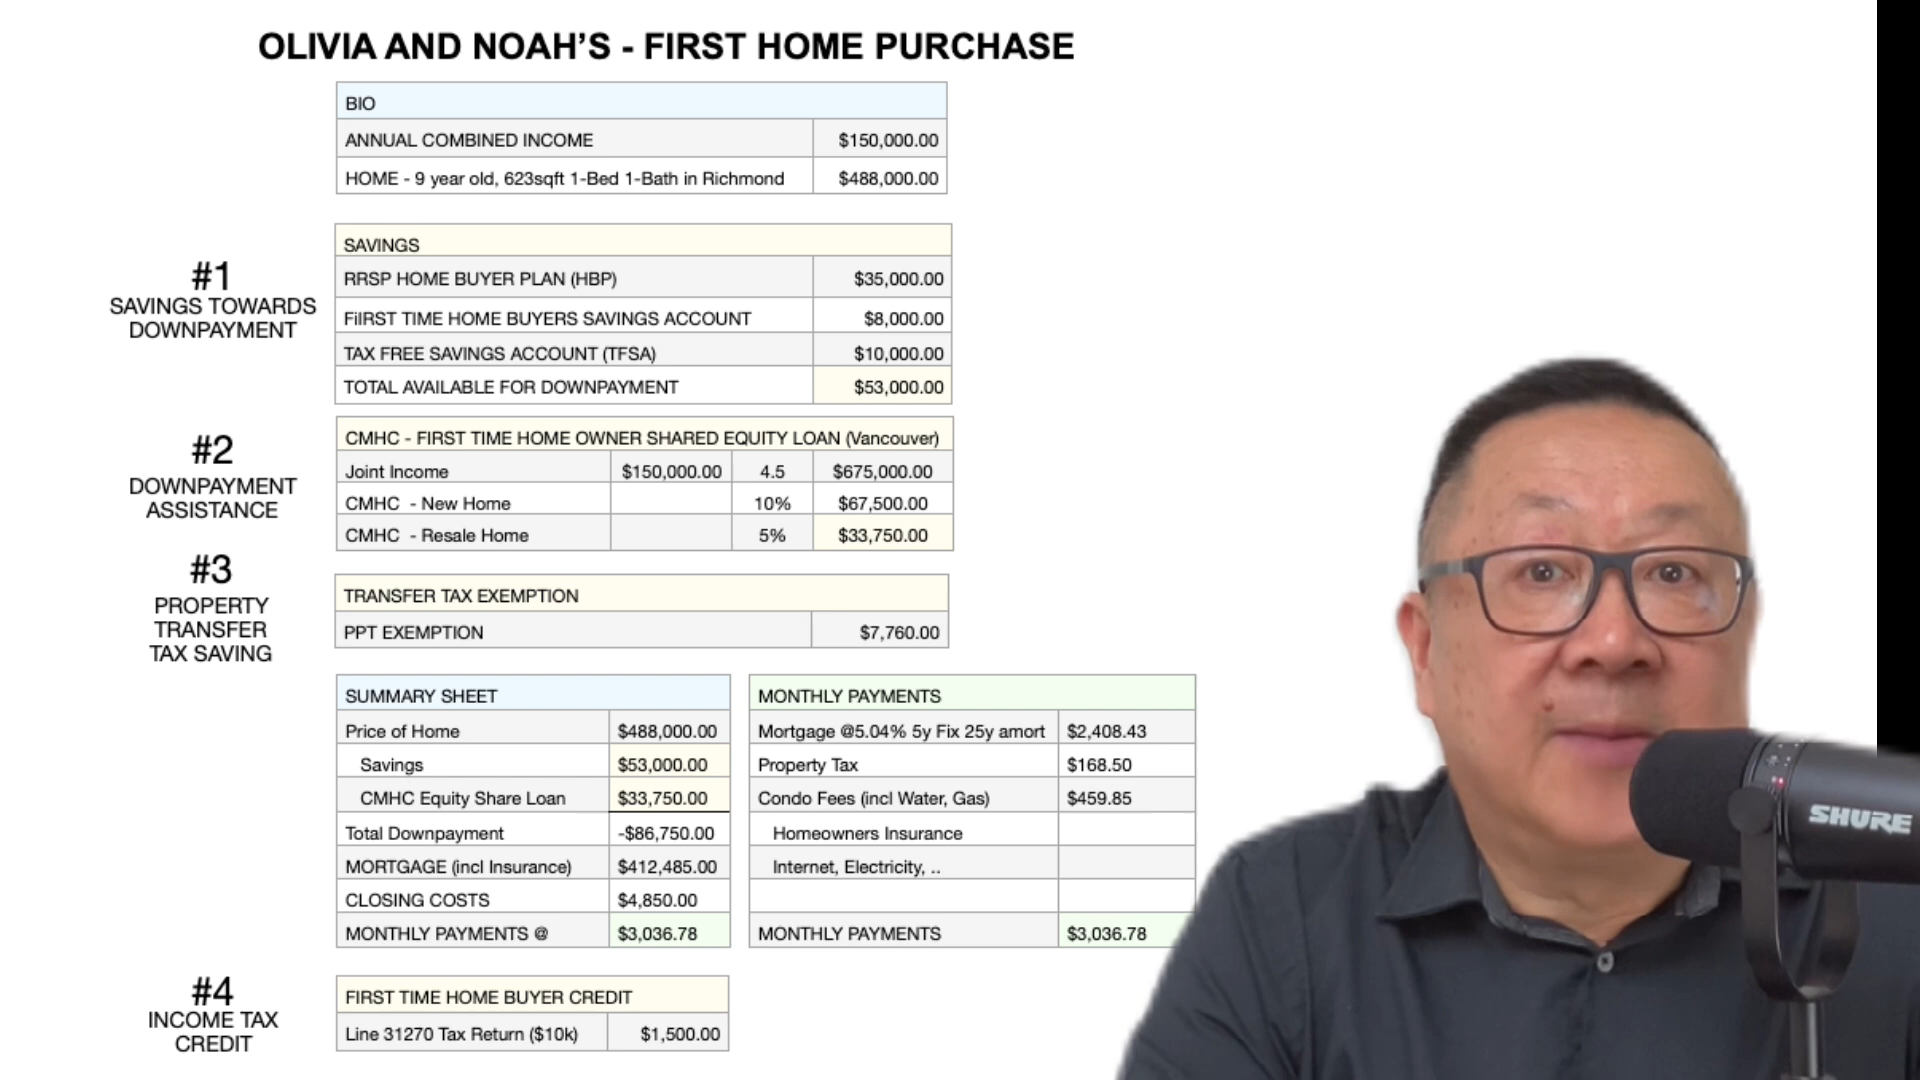 OLIVIA AND NOAH'S - FIRST HOME PURCHASE
BIO
ANNUAL COMBINED INCOME $150,000.00
HOME - 9 year old, 623sqft 1-Bed 1-Bath in Richmond $488,000.00
#1
SAVINGS TOWARDS
DOWNPAYMENT
SAVINGS
RRSP HOME BUYER PLAN (HBP) $35,000.00
FiIRST TIME HOME BUYERS SAVINGS ACCOUNT $8,000.00
TAX FREE SAVINGS ACCOUNT (TFSA) $10,000.00
TOTAL AVAILABLE FOR DOWNPAYMENT $53,000.00
#2
DOWNPAYMENT
ASSISTANCE
CMHC - FIRST TIME HOME OWNER SHARED EQUITY LOAN (Vancouver)
Joint Income $150,000.00 4.5 $675,000.00
CMHC - New Home 10% $67,500.00
CMHC - Resale Home 5% $33,750.00
#3
PROPERTY
TRANSFER
TAX SAVING
TRANSFER TAX EXEMPTION
PPT EXEMPTION $7,760.00
SUMMARY SHEET
Price of Home $488,000.00
Savings $53,000.00
CMHC Equity Share Loan $33,750.00
Total Downpayment -$86,750.00
MORTGAGE (incl Insurance) $412,485.00
CLOSING COSTS $4,850.00
MONTHLY PAYMENTS @ $3,036.78
MONTHLY PAYMENTS
Mortgage @5.04% 5y Fix 25y amort $2,408.43
Property Tax $168.50
Condo Fees (incl Water, Gas) $459.85
Homeowners Insurance
Internet, Electricity, ..
MONTHLY PAYMENTS $3,036.78
#4
INCOME TAX
CREDIT
FIRST TIME HOME BUYER CREDIT
Line 31270 Tax Return ($10k) $1,500.00
SHURE